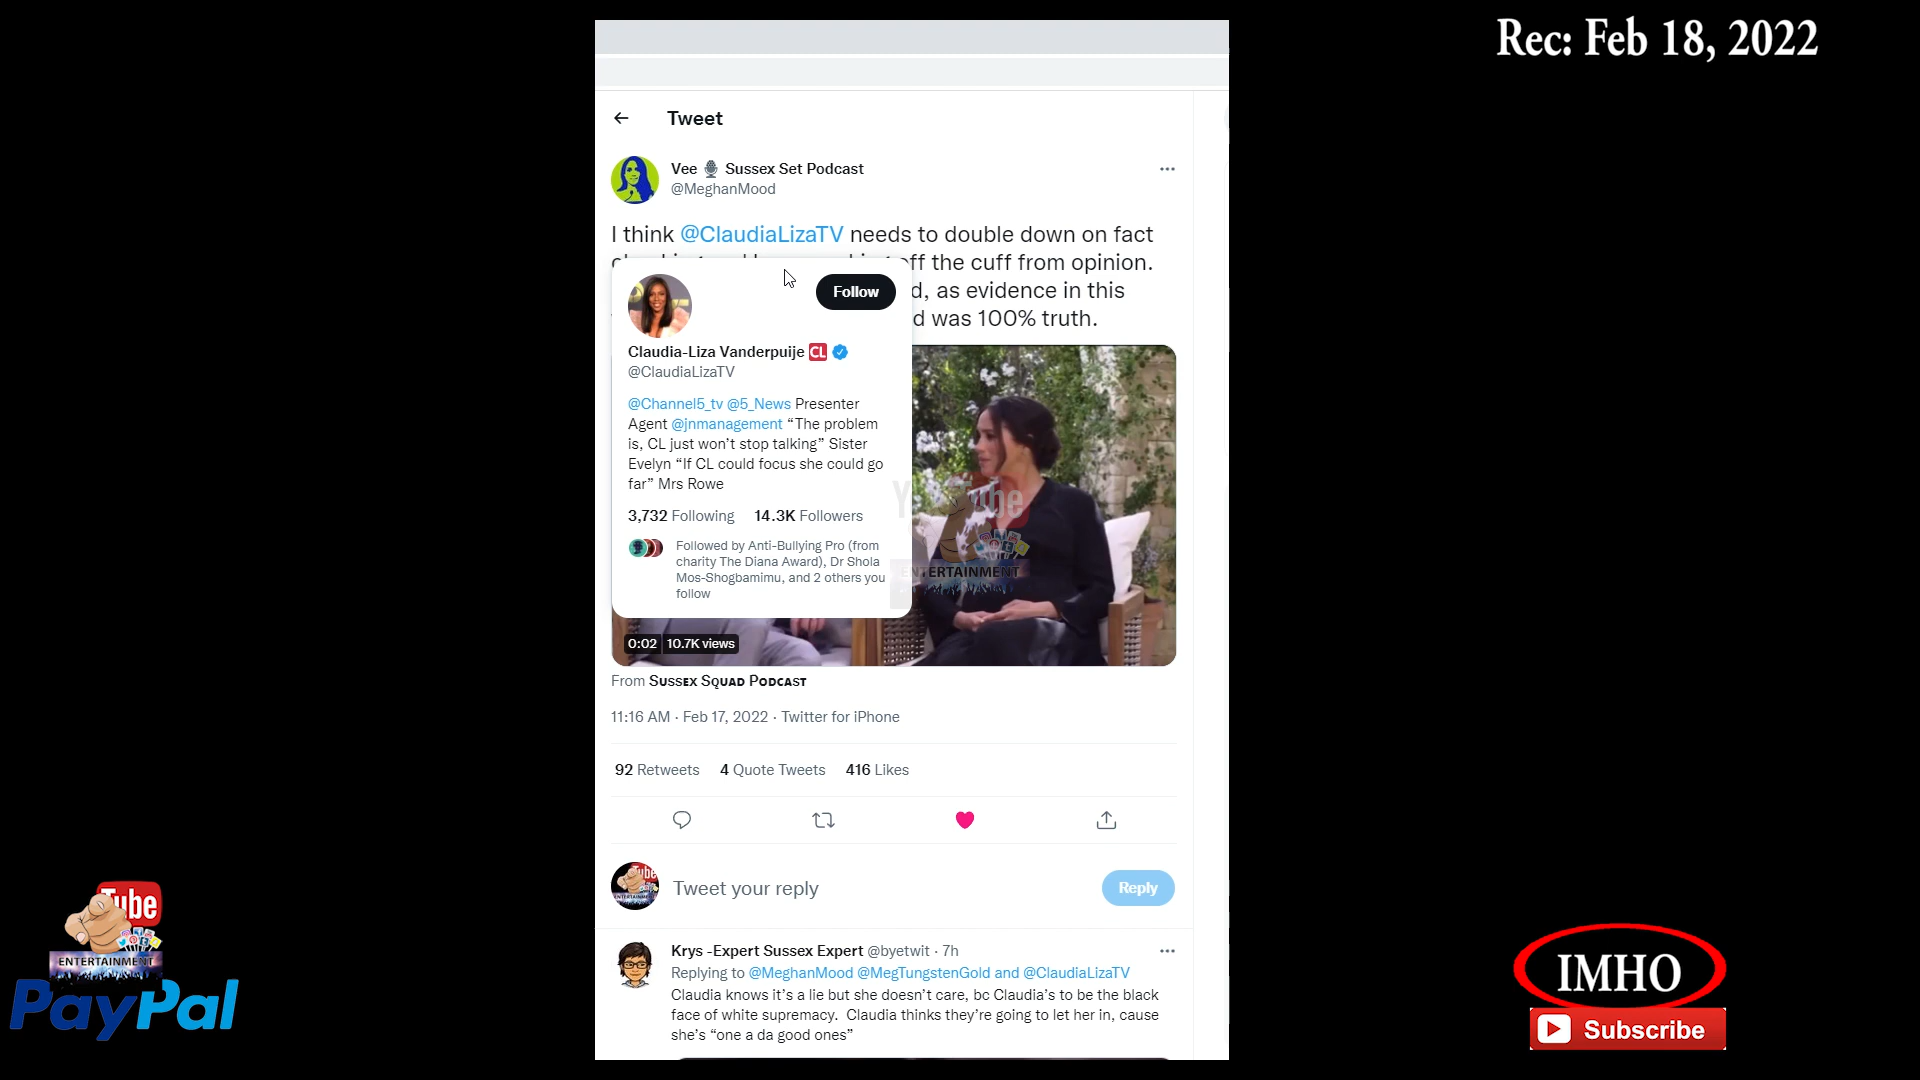 Rec: Feb 18, 2022
Tweet
Vee Sussex Set Podcast
@MeghanMood
I think @ClaudiaLizaTV needs to double down on fact
off the cuff from opinion.
d, as evidence in this
d was 100% truth.
Follow
Claudia-Liza Vanderpuije CL
@ClaudiaLizaTV
@Channel5_tv @5_News Presenter
Agent @jnmanagement “The problem
is, CL just won’t stop talking” Sister
Evelyn “If CL could focus she could go
far” Mrs Rowe
3,732 Following 14.3K Followers
Followed by Anti-Bullying Pro (from
charity The Diana Award), Dr Shola
Mos-Shogbamimu, and 2 others you
follow
ENTERTAINMENT
0:02 10.7K views
From Sussex Squad Podcast
11:16 AM · Feb 17, 2022 · Twitter for iPhone
92 Retweets 4 Quote Tweets 416 Likes
Tweet your reply
Reply
Krys -Expert Sussex Expert @byetwit · 7h
Replying to @MeghanMood @MegTungstenGold and @ClaudiaLizaTV
Claudia knows it’s a lie but she doesn’t care, bc Claudia’s to be the black
face of white supremacy. Claudia thinks they’re going to let her in, cause
she’s “one a da good ones”
Tube
ENTERTAINMENT
PayPal
IMHO
Subscribe